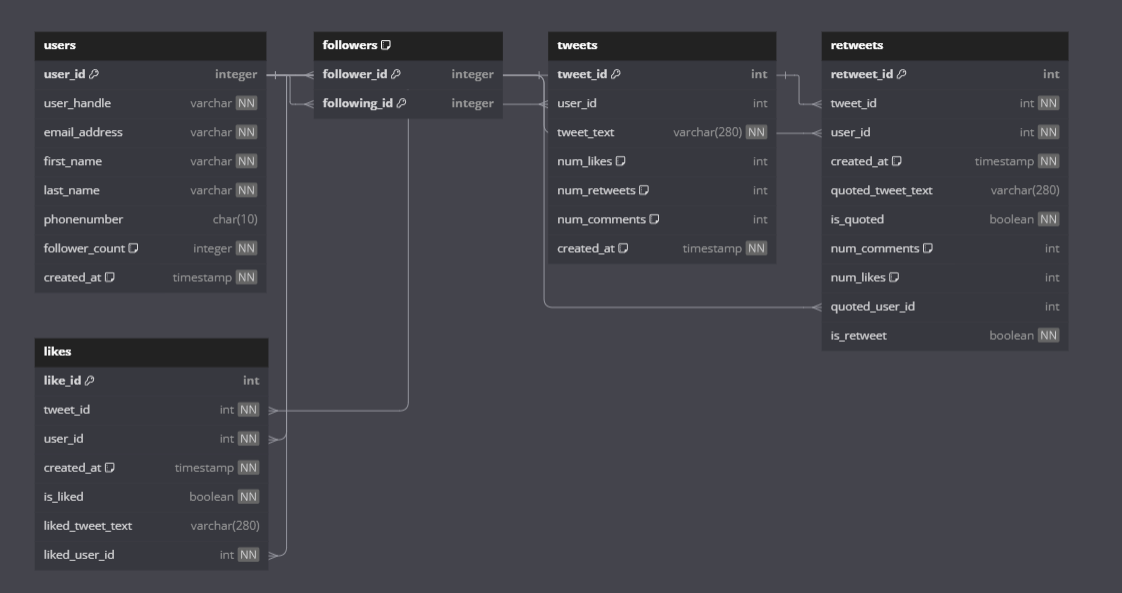 users
user_id integer
user_handle varchar NN
email_address varchar NN
first_name varchar NN
last_name varchar NN
phonenumber char(10)
follower_count integer NN
created_at timestamp NN
followers
follower_id integer
following_id integer
tweets
tweet_id int
user_id int
tweet_text varchar(280) NN
num_likes int
num_retweets int
num_comments int
created_at timestamp NN
retweets
retweet_id int
tweet_id int NN
user_id int NN
created_at timestamp NN
quoted_tweet_text varchar(280)
is_quoted boolean NN
num_comments int
num_likes int
quoted_user_id int
is_retweet boolean NN
likes
like_id int
tweet_id int NN
user_id int NN
created_at timestamp NN
is_liked boolean NN
liked_tweet_text varchar(280)
liked_user_id int NN